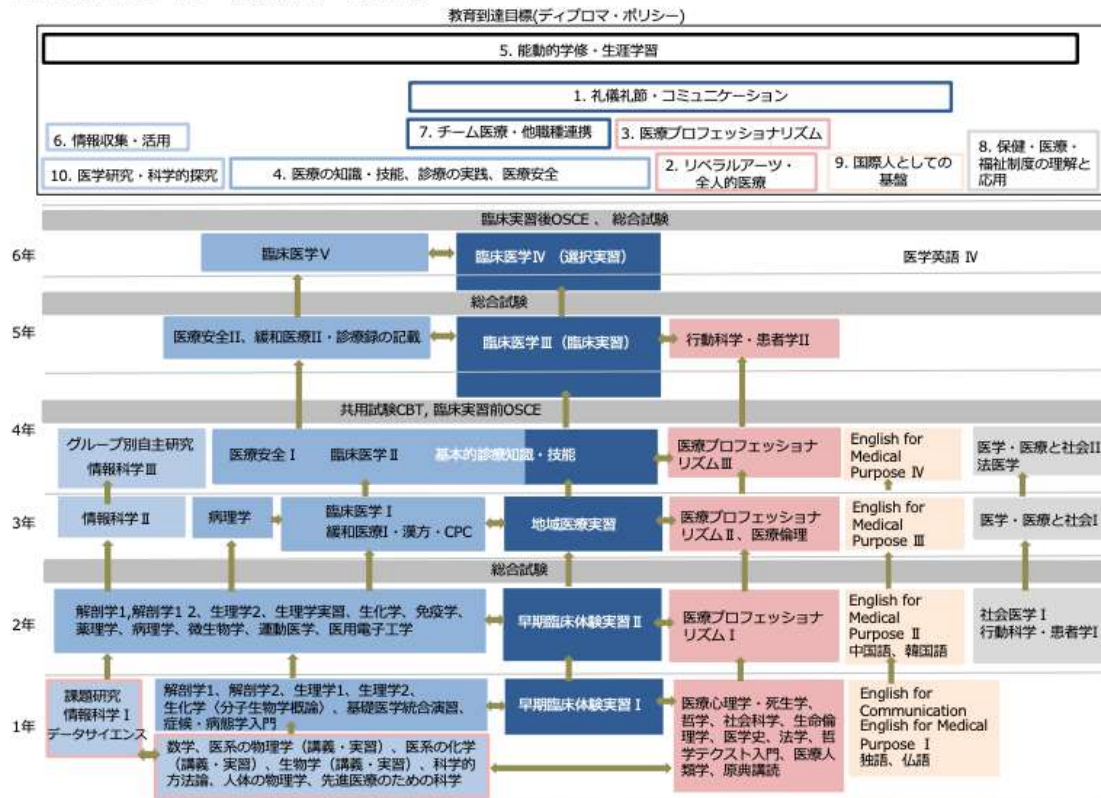 教育到達目標(ディプロマ・ポリシー)
5. 能動的学修・生涯学習
1. 礼儀礼節・コミュニケーション
6. 情報収集・活用
7. チーム医療・他職種連携
3. 医療プロフェッショナリズム
10. 医学研究・科学的探究
4. 医療の知識・技能、診療の実践、医療安全
2. リベラルアーツ・
全人的医療
9. 国際人としての
基盤
8. 保健・医療・
福祉制度の理解と
応用
臨床実習後OSCE 、 総合試験
6年
臨床医学Ⅴ
臨床医学Ⅳ (選択実習)
医学英語 Ⅳ
総合試験
5年
医療安全II、緩和医療II・診療録の記載
臨床医学Ⅲ (臨床実習)
行動科学・患者学II
共用試験CBT, 臨床実習前OSCE
4年
グループ別自主研究
情報科学Ⅲ
医療安全Ⅰ
臨床医学Ⅱ
基本的診療知識・技能
医療プロフェッショナ
リズムⅢ
English for
Medical
Purpose Ⅳ
医学・医療と社会II
法医学
3年
情報科学Ⅱ
病理学
臨床医学Ⅰ
緩和医療I・漢方・CPC
地域医療実習
医療プロフェッショナ
リズムⅡ、医療倫理
English for
Medical
Purpose Ⅲ
医学・医療と社会I
総合試験
2年
解剖学1,解剖学1 2、生理学2、生理学実習、生化学、免疫学、
薬理学、病理学、微生物学、運動医学、医用電子工学
早期臨床体験実習Ⅱ
医療プロフェッショナ
リズムⅠ
English for
Medical
Purpose Ⅱ
中国語、韓国語
社会医学Ⅰ
行動科学・患者学I
1年
課題研究
情報科学Ⅰ
データサイエンス
解剖学1、解剖学2、生理学1、生理学2、
生化学（分子生物学概論）、基礎医学統合演習、
症候・病態学入門
早期臨床体験実習Ⅰ
医療心理学・死生学、
哲学、社会科学、生命倫
理学、医学史、法学、哲
学テクスト入門、医療人
類学、原典講読
English for
Communication
English for Medical
Purpose Ⅰ
独語、仏語
数学、医系の物理学（講義・実習）、医系の化学
（講義・実習）、生物学（講義・実習）、科学的
方法論、人体の物理学、先進医療のための科学